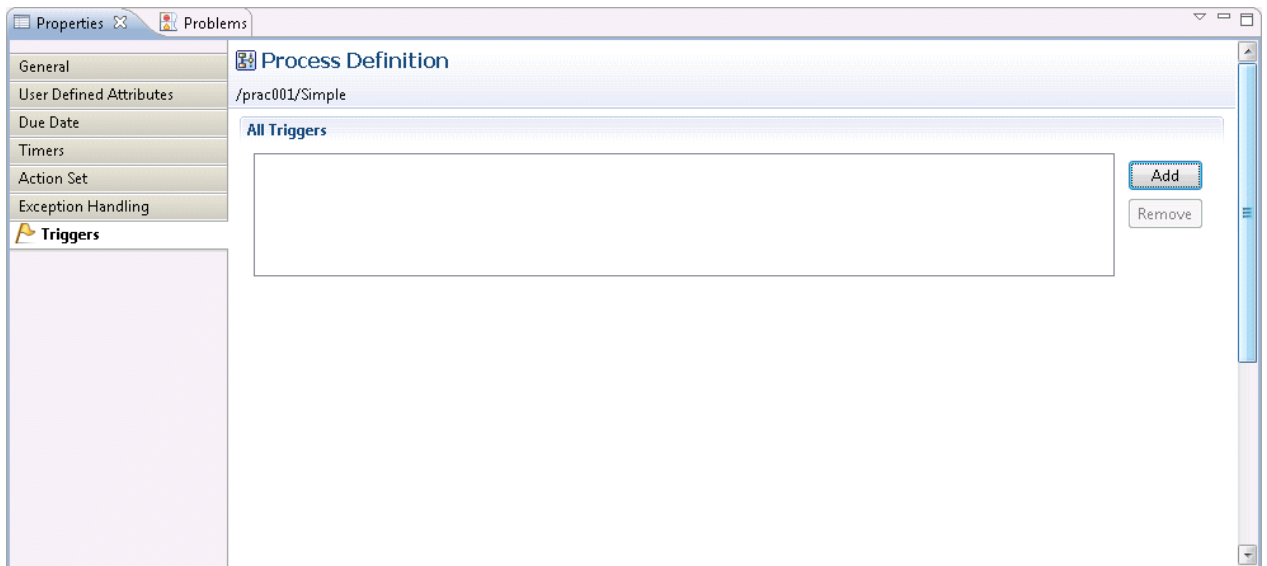 Properties
Problems
General
User Defined Attributes
Due Date
Timers
Action Set
Exception Handling
Triggers
Process Definition
/prac001/Simple
All Triggers
Add
Remove